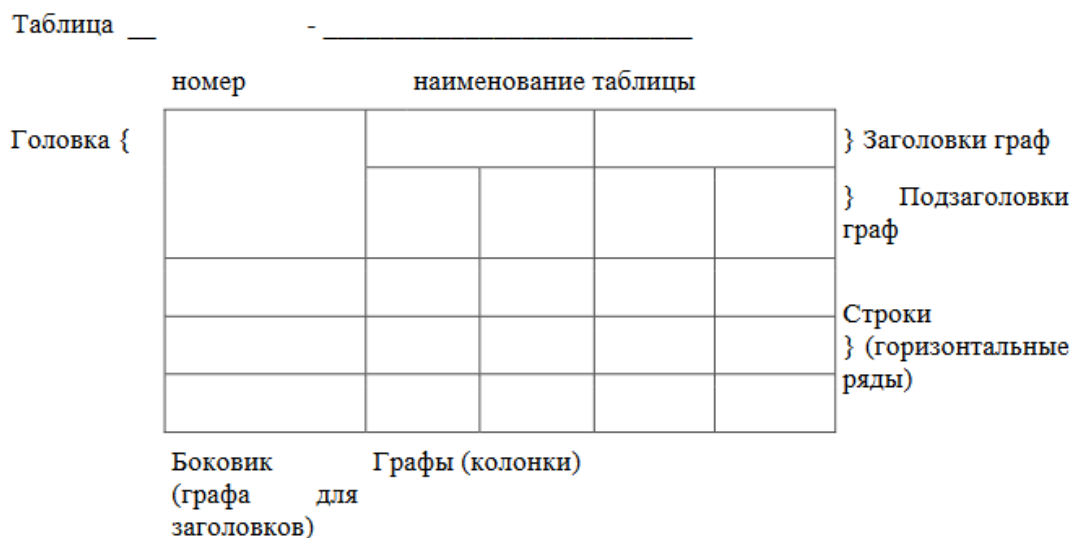 Таблица __ - __________________________
номер наименование таблицы
Головка { } Заголовки граф
} Подзаголовки
граф
Строки
} (горизонтальные
ряды)
Боковик Графы (колонки)
(графа для
заголовков)